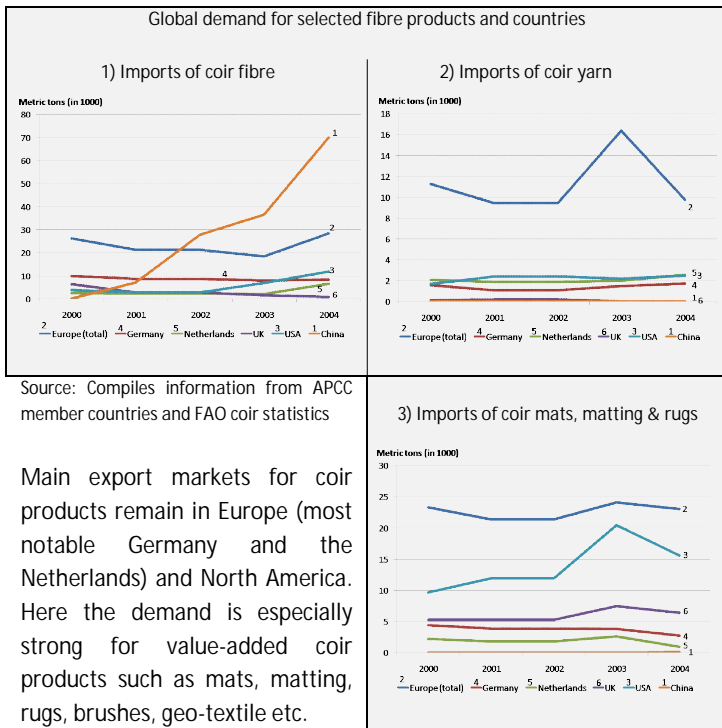 Global demand for selected fibre products and countries
1) Imports of coir fibre
Metric tons (in 1000)
80
70
60
50
40
30
20
10
0
1
2
3
4
5
6
2000 2001 2002 2003 2004
2 4 5 3 1
Europe (total) Germany Netherlands UK USA China
2) Imports of coir yarn
Metric tons (in 1000)
18
16
14
12
10
8
6
4
2
0
2
5 3
4
1 6
2000 2001 2002 2003 2004
2 4 5 6 3 1
Europe (total) Germany Netherlands UK USA China
Source: Compiles information from APCC
member countries and FAO coir statistics
Main export markets for coir
products remain in Europe (most
notable Germany and the
Netherlands) and North America.
Here the demand is especially
strong for value-added coir
products such as mats, matting,
rugs, brushes, geo-textile etc.
3) Imports of coir mats, matting & rugs
Metric tons (in 1000)
30
25
20
15
10
5
0
2
3
6
4
5
1
2000 2001 2002 2003 2004
2 4 5 6 3 1
Europe (total) Germany Netherlands UK USA China